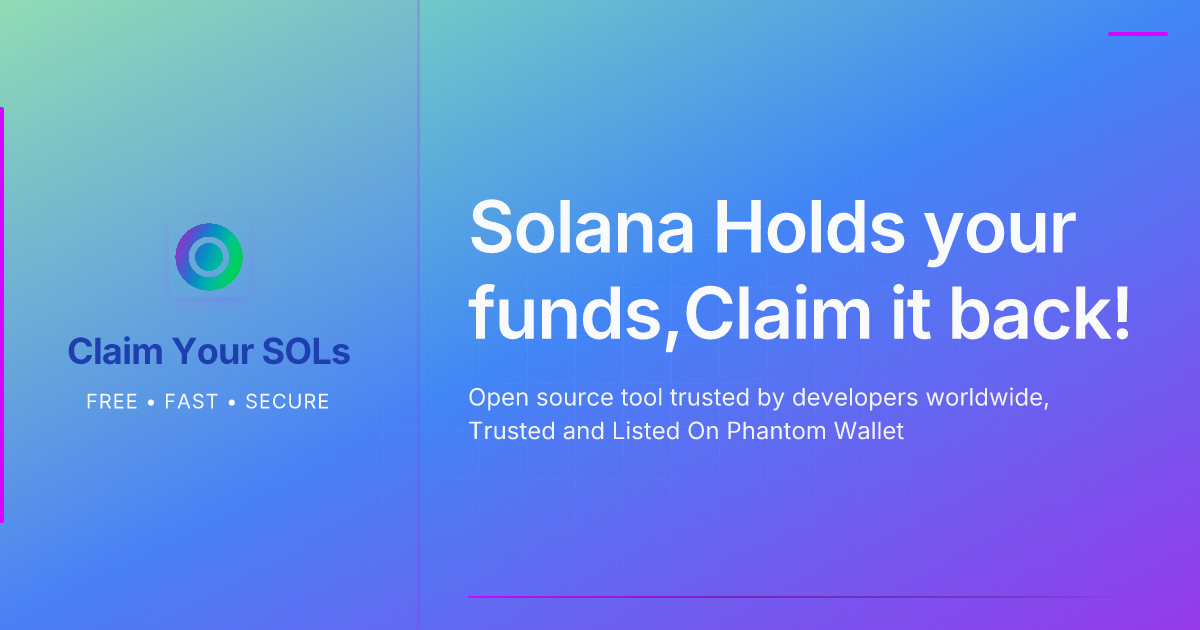 Claim Your SOLs
FREE • FAST • SECURE
Solana Holds your
funds,Claim it back!
Open source tool trusted by developers worldwide,
Trusted and Listed On Phantom Wallet